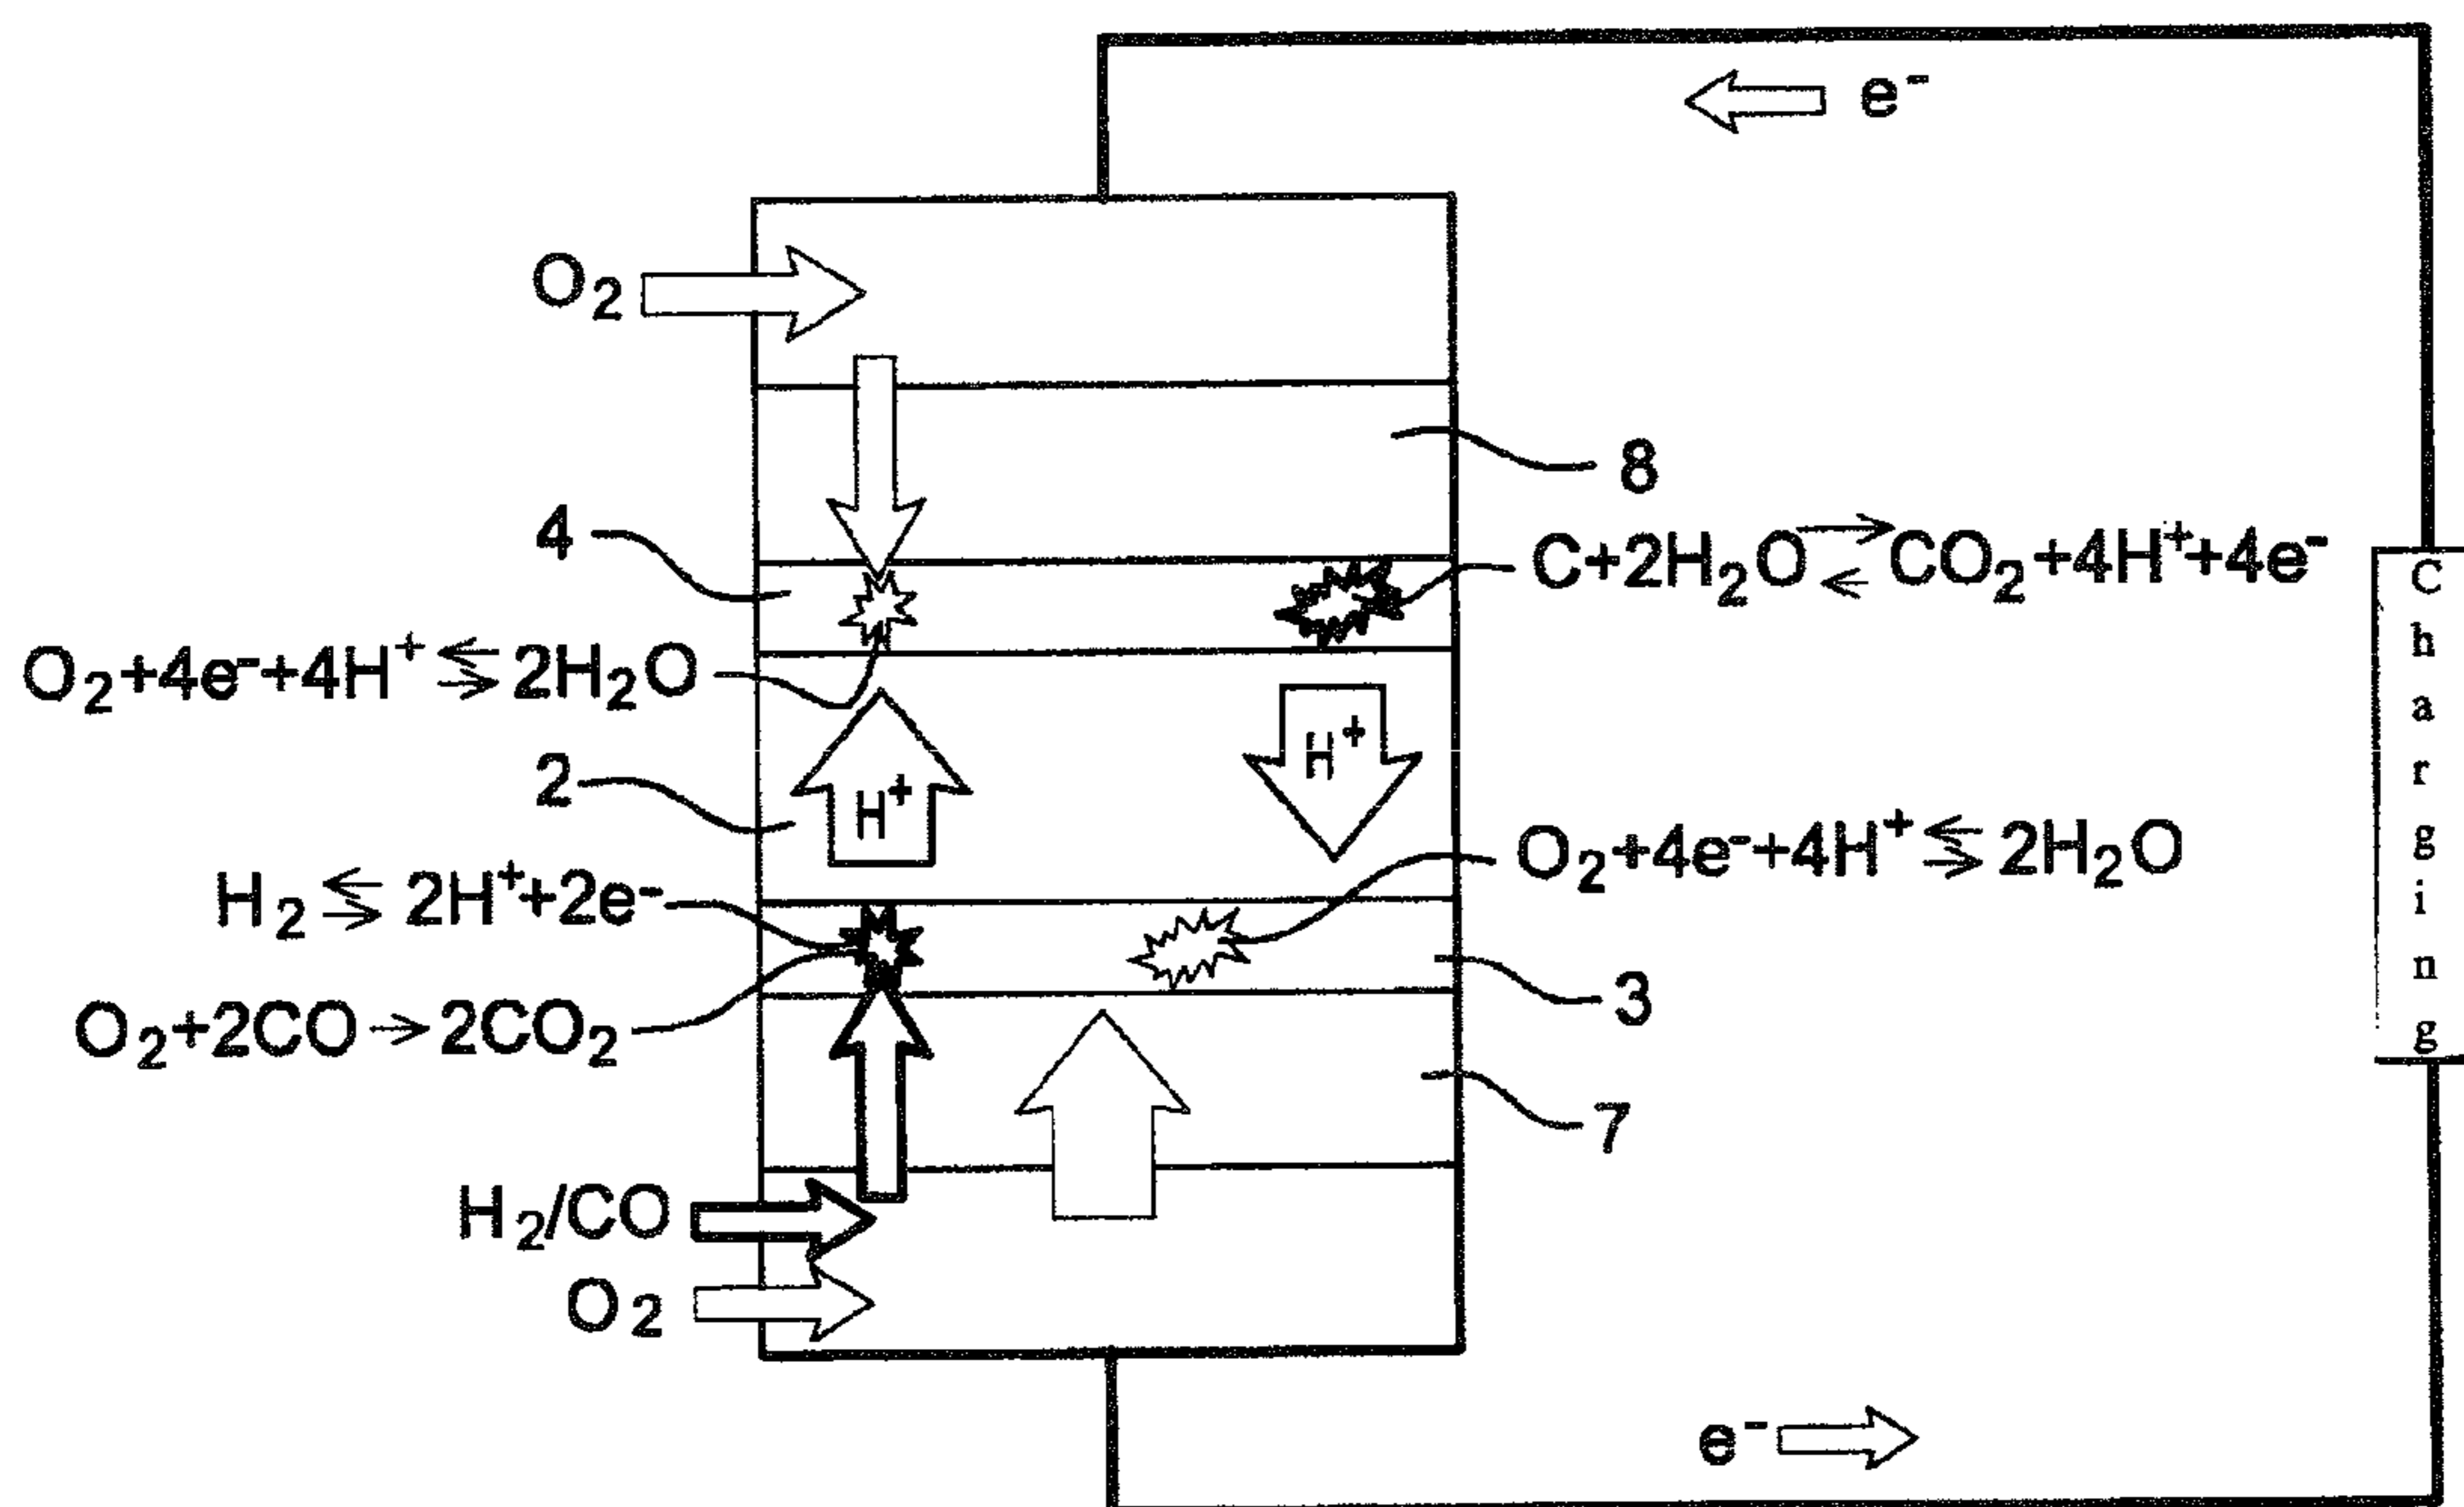 e⁻
O₂
8
4
C+2H₂O ⇄ CO₂+4H⁺+4e⁻
O₂+4e⁻+4H⁺ ⇆ 2H₂O
H⁺
2
H⁺
O₂+4e⁻+4H⁺ ⇆ 2H₂O
H₂ ⇆ 2H⁺+2e⁻
3
O₂+2CO → 2CO₂
7
H₂/CO
O₂
e⁻
Charging